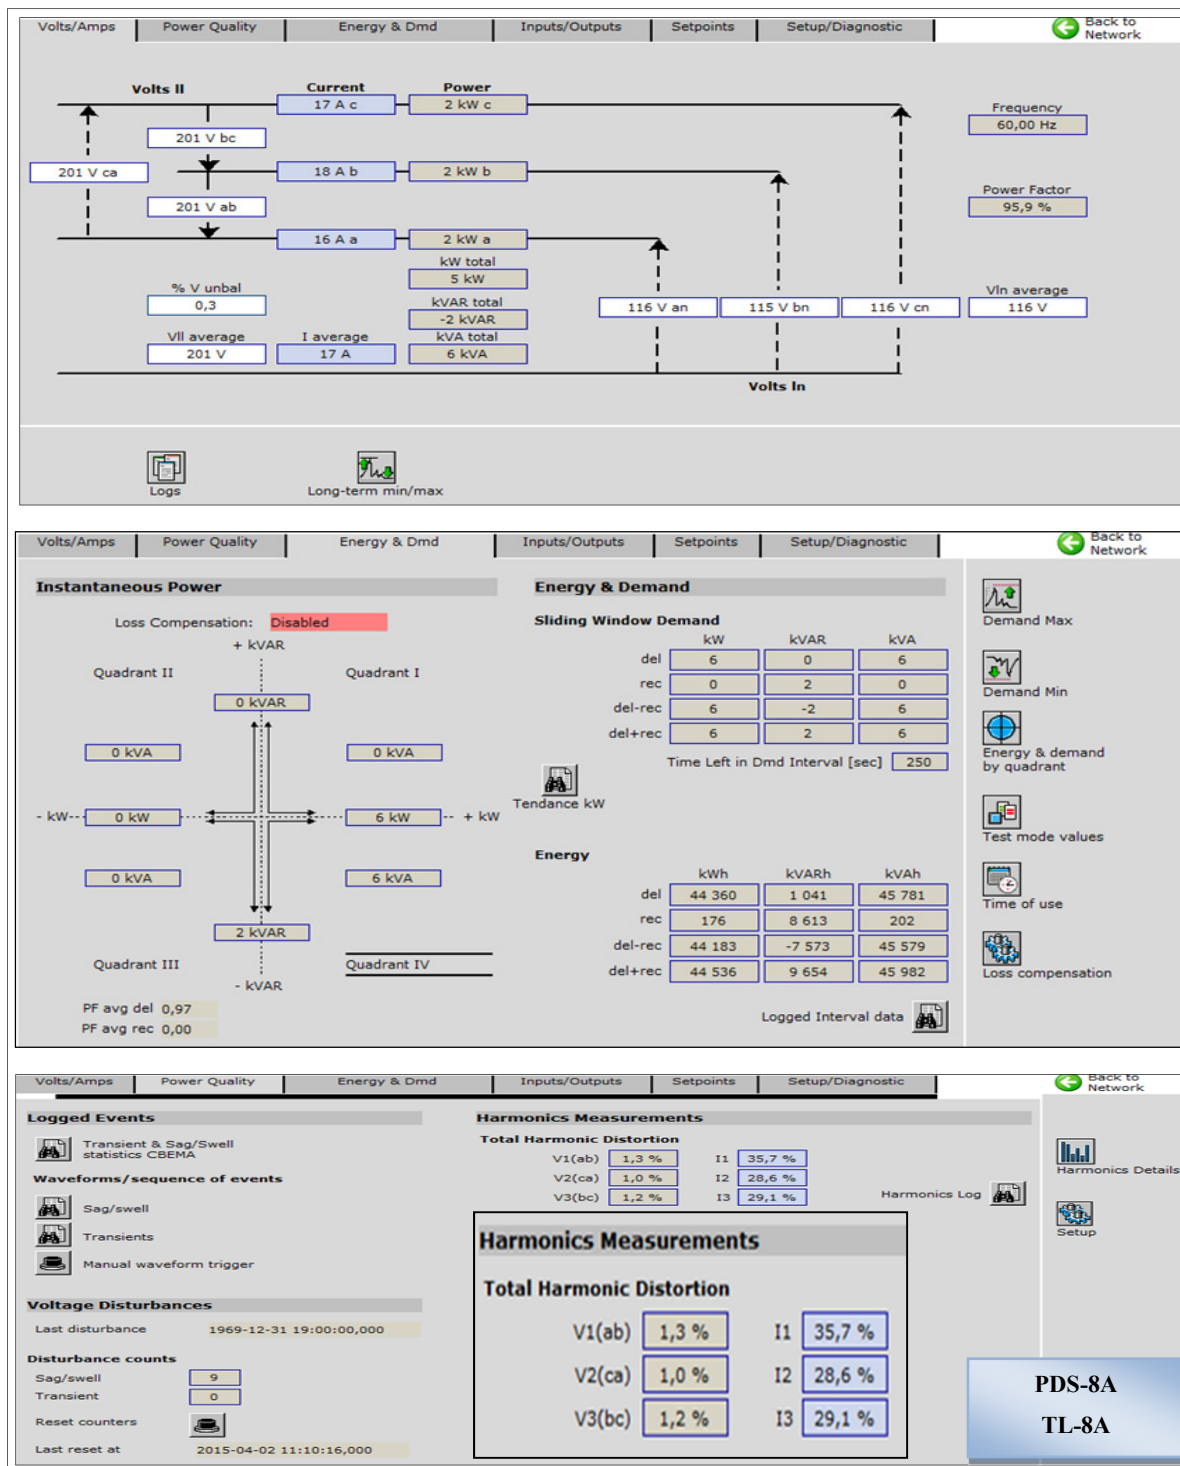 Volts/Amps Power Quality Energy & Dmd Inputs/Outputs Setpoints Setup/Diagnostic Back to
Network
Volts ll Current Power
17 A c 2 kW c Frequency
60,00 Hz
201 V bc
201 V ca 18 A b 2 kW b
Power Factor
201 V ab 95,9 %
16 A a 2 kW a
kW total
5 kW
% V unbal Vln average
0,3 kVAR total 116 V an 115 V bn 116 V cn 116 V
-2 kVAR
Vll average I average kVA total
201 V 17 A 6 kVA
Volts ln
Logs Long-term min/max
Volts/Amps Power Quality Energy & Dmd Inputs/Outputs Setpoints Setup/Diagnostic Back to
Network
Instantaneous Power
Loss Compensation: Disabled
+ kVAR
Quadrant II Quadrant I
0 kVAR
0 kVA 0 kVA
- kW 0 kW 6 kW + kW
0 kVA 6 kVA
2 kVAR
Quadrant III Quadrant IV
- kVAR
PF avg del 0,97
PF avg rec 0,00
Energy & Demand
Sliding Window Demand
kW kVAR kVA
del 6 0 6
rec 0 2 0
del-rec 6 -2 6
del+rec 6 2 6
Time Left in Dmd Interval [sec] 250
Tendance kW
Energy
kWh kVARh kVAh
del 44 360 1 041 45 781
rec 176 8 613 202
del-rec 44 183 -7 573 45 579
del+rec 44 536 9 654 45 982
Logged Interval data
Demand Max
Demand Min
Energy & demand
by quadrant
Test mode values
Time of use
Loss compensation
Volts/Amps Power Quality Energy & Dmd Inputs/Outputs Setpoints Setup/Diagnostic Back to
Network
Logged Events
Transient & Sag/Swell
statistics CBEMA
Waveforms/sequence of events
Sag/swell
Transients
Manual waveform trigger
Voltage Disturbances
Last disturbance 1969-12-31 19:00:00,000
Disturbance counts
Sag/swell 9
Transient 0
Reset counters
Last reset at 2015-04-02 11:10:16,000
Harmonics Measurements
Total Harmonic Distortion
V1(ab) 1,3 % I1 35,7 %
V2(ca) 1,0 % I2 28,6 %
V3(bc) 1,2 % I3 29,1 %
Harmonics Log
Harmonics Details
Setup
Harmonics Measurements
Total Harmonic Distortion
V1(ab) 1,3 % I1 35,7 %
V2(ca) 1,0 % I2 28,6 %
V3(bc) 1,2 % I3 29,1 %
PDS-8A
TL-8A